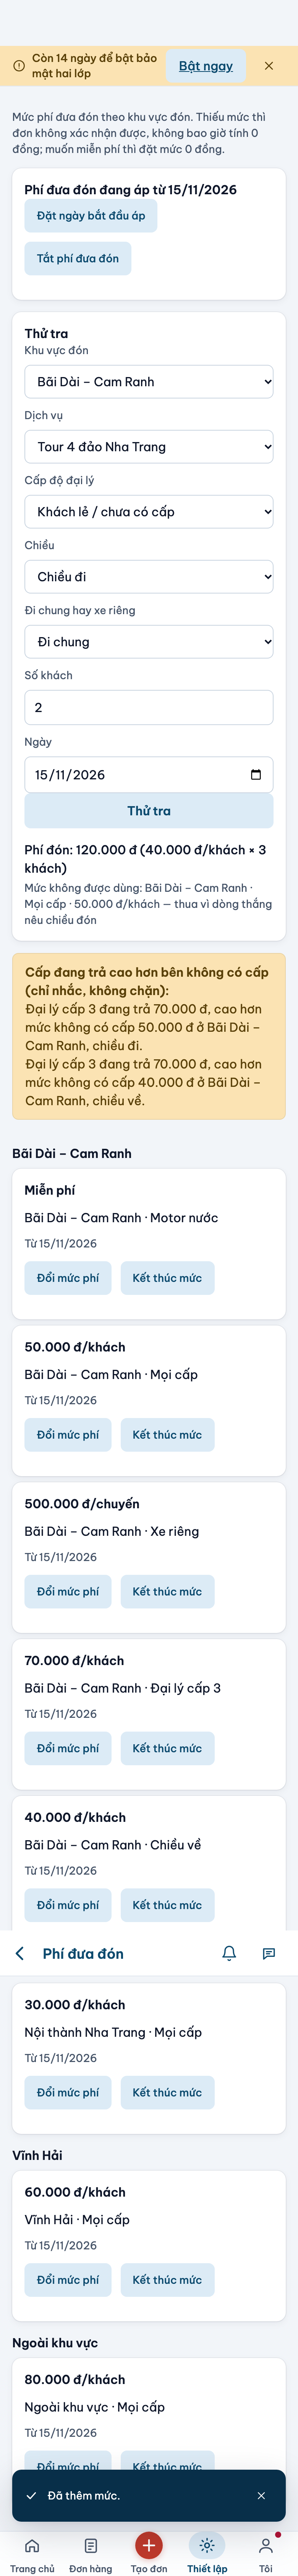 Còn 14 ngày để bật bảo
mật hai lớp
Bật ngay
Mức phí đưa đón theo khu vực đón. Thiếu mức thì
đơn không xác nhận được, không bao giờ tính 0
đồng; muốn miễn phí thì đặt mức 0 đồng.
Phí đưa đón đang áp từ 15/11/2026
Đặt ngày bắt đầu áp
Tắt phí đưa đón
Thử tra
Khu vực đón
Bãi Dài – Cam Ranh
Dịch vụ
Tour 4 đảo Nha Trang
Cấp độ đại lý
Khách lẻ / chưa có cấp
Chiều
Chiều đi
Đi chung hay xe riêng
Đi chung
Số khách
2
Ngày
15/11/2026
Thử tra
Phí đón: 120.000 đ (40.000 đ/khách × 3
khách)
Mức không được dùng: Bãi Dài – Cam Ranh ·
Mọi cấp · 50.000 đ/khách — thua vì dòng thắng
nêu chiều đón
Cấp đang trả cao hơn bên không có cấp
(chỉ nhắc, không chặn):
Đại lý cấp 3 đang trả 70.000 đ, cao hơn
mức không có cấp 50.000 đ ở Bãi Dài –
Cam Ranh, chiều đi.
Đại lý cấp 3 đang trả 70.000 đ, cao hơn
mức không có cấp 40.000 đ ở Bãi Dài –
Cam Ranh, chiều về.
Bãi Dài – Cam Ranh
Miễn phí
Bãi Dài – Cam Ranh · Motor nước
Từ 15/11/2026
Đổi mức phí
Kết thúc mức
50.000 đ/khách
Bãi Dài – Cam Ranh · Mọi cấp
Từ 15/11/2026
Đổi mức phí
Kết thúc mức
500.000 đ/chuyến
Bãi Dài – Cam Ranh · Xe riêng
Từ 15/11/2026
Đổi mức phí
Kết thúc mức
70.000 đ/khách
Bãi Dài – Cam Ranh · Đại lý cấp 3
Từ 15/11/2026
Đổi mức phí
Kết thúc mức
40.000 đ/khách
Bãi Dài – Cam Ranh · Chiều về
Từ 15/11/2026
Đổi mức phí
Kết thúc mức
Phí đưa đón
30.000 đ/khách
Nội thành Nha Trang · Mọi cấp
Từ 15/11/2026
Đổi mức phí
Kết thúc mức
Vĩnh Hải
60.000 đ/khách
Vĩnh Hải · Mọi cấp
Từ 15/11/2026
Đổi mức phí
Kết thúc mức
Ngoài khu vực
80.000 đ/khách
Ngoài khu vực · Mọi cấp
Từ 15/11/2026
Đổi mức phí
Kết thúc mức
Đã thêm mức.
Trang chủ
Đơn hàng
Tạo đơn
Thiết lập
Tôi